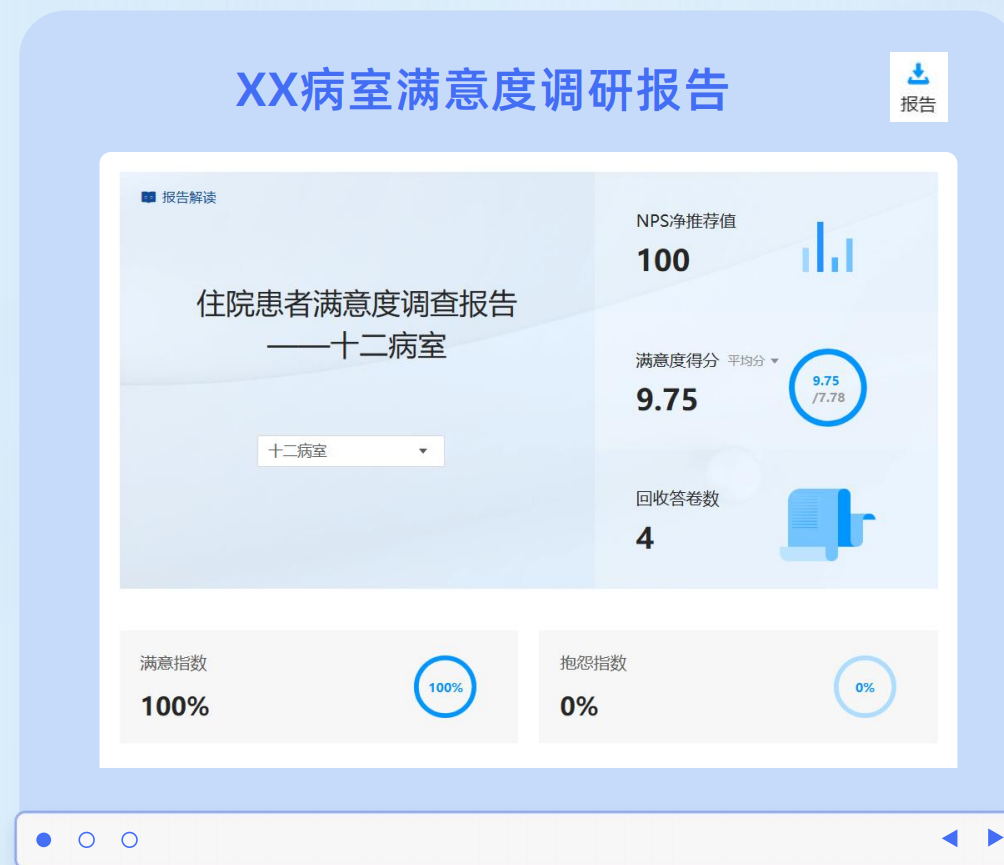 XX病室满意度调研报告
报告
报告解读
住院患者满意度调查报告
——十二病室
十二病室
NPS净推荐值
100
满意度得分 平均分
9.75
9.75
/7.78
回收答卷数
4
满意指数
100%
100%
抱怨指数
0%
0%